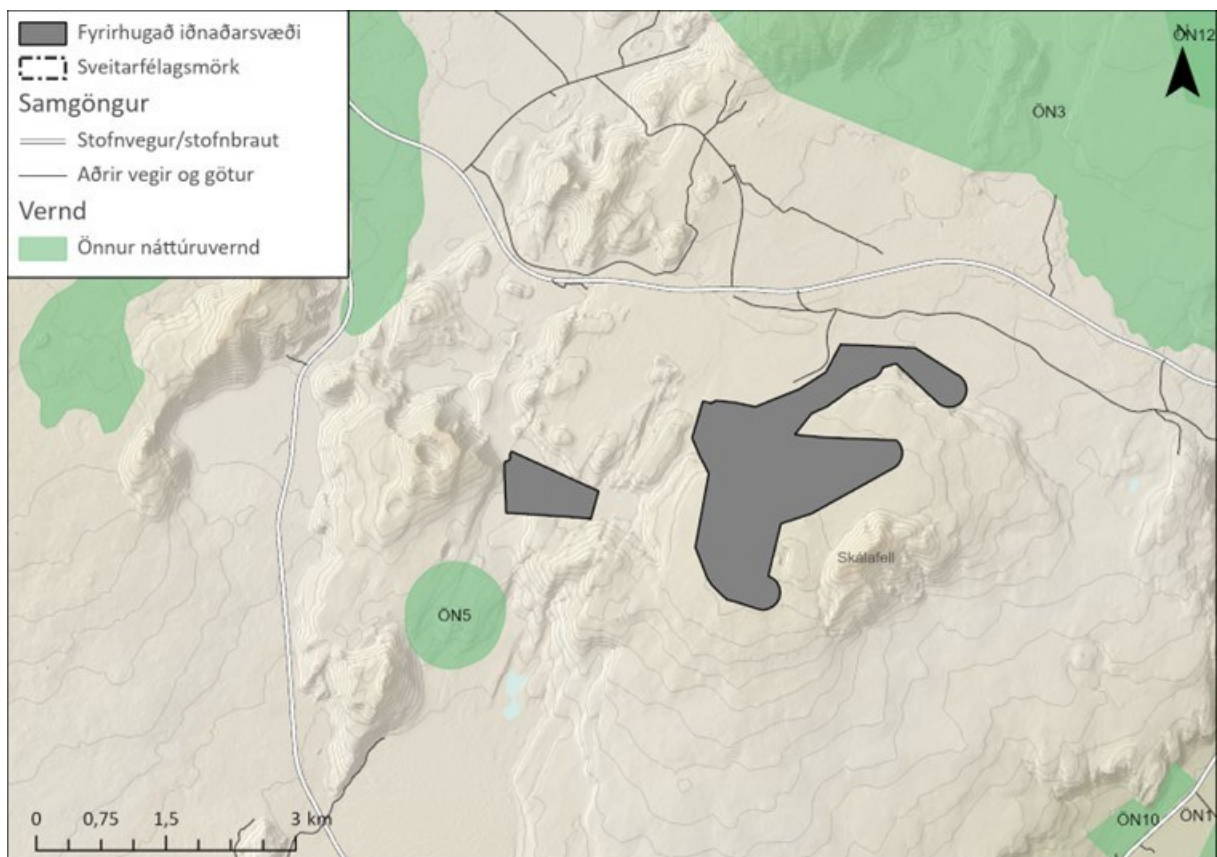 Fyrirhugað iðnaðarsvæði
Sveitarfélagsmörk
Samgöngur
Stofnvegur/stofnbraut
Aðrir vegir og götur
Vernd
Önnur náttúruvernd
ÖN12
N
ÖN3
Skálafell
ÖN5
0 0,75 1,5 3 km
ÖN10
ÖN1